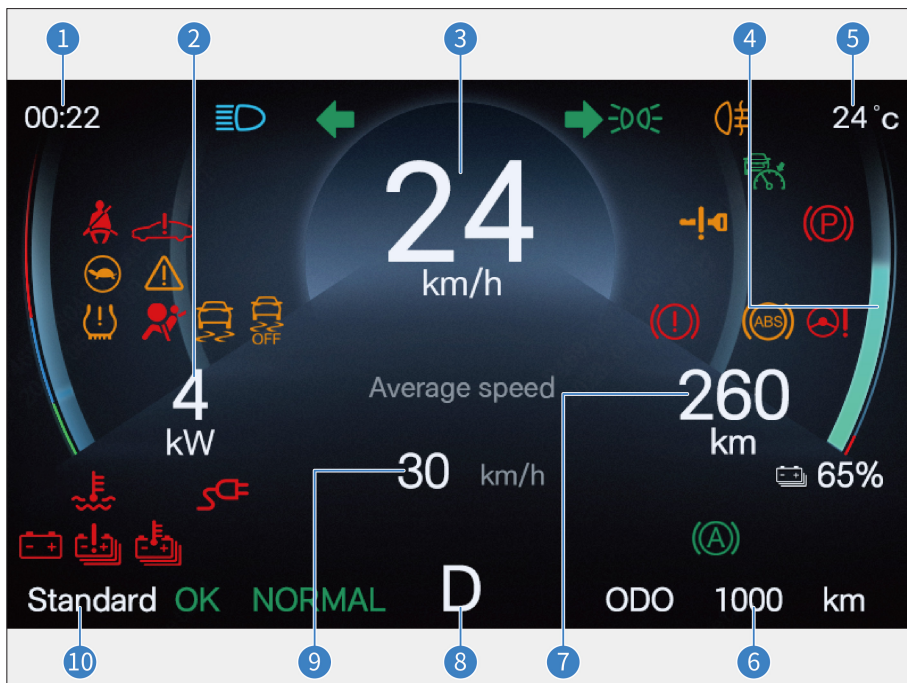 1 2 3 4 5
00:22 24°c
24
km/h
(P)
(!) (ABS) !
OFF
4
kW
Average speed
260
km
30 km/h
65%
(A)
Standard OK NORMAL D ODO 1000 km
10 9 8 7 6